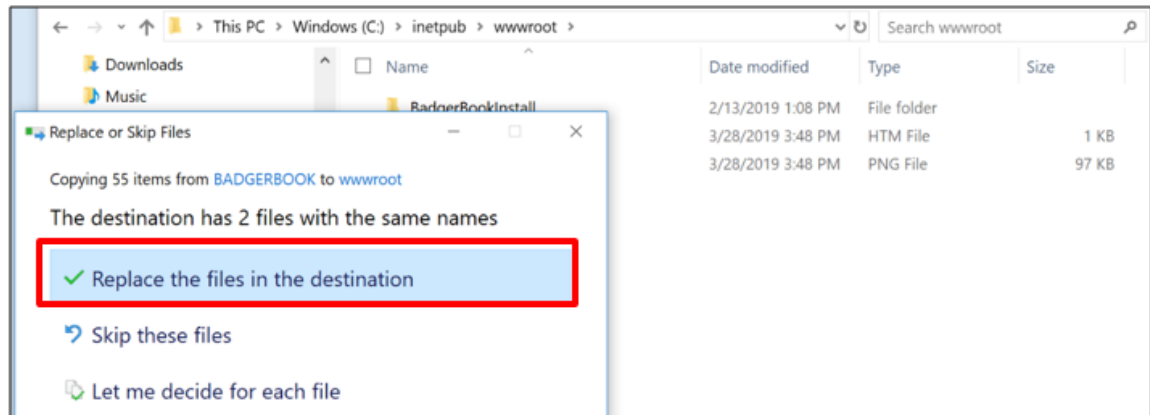 This PC > Windows (C:) > inetpub > wwwroot >
Search wwwroot
Downloads
Music
Name Date modified Type Size
BadgerBookInstall 2/13/2019 1:08 PM File folder
3/28/2019 3:48 PM HTM File 1 KB
3/28/2019 3:48 PM PNG File 97 KB
Replace or Skip Files
Copying 55 items from BADGERBOOK to wwwroot
The destination has 2 files with the same names
Replace the files in the destination
Skip these files
Let me decide for each file